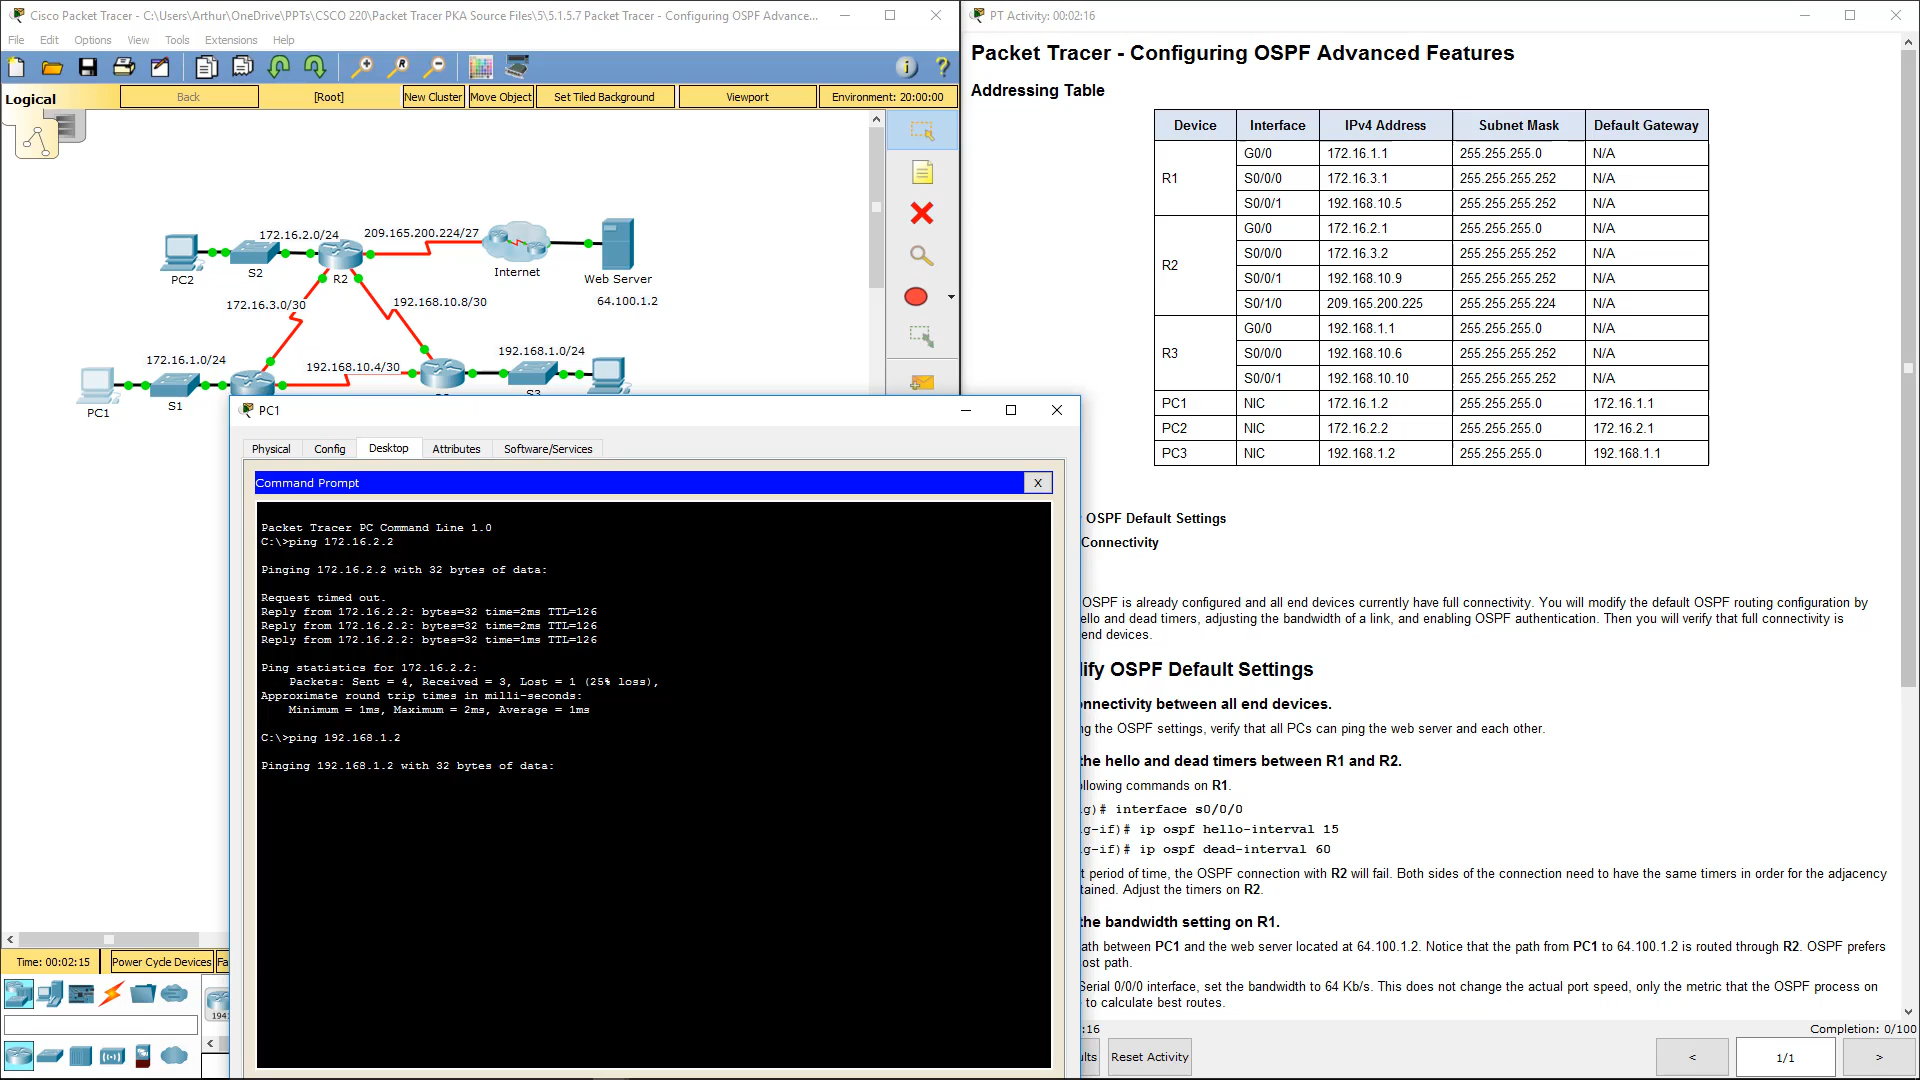 Cisco Packet Tracer - C:\Users\Arthur\OneDrive\PPTs\CSCO 220\Packet Tracer PKA Source Files\5\5.1.5.7 Packet Tracer - Configuring OSPF Advance...
File Edit Options View Tools Extensions Help
Logical
Back
[Root]
New Cluster
Move Object
Set Tiled Background
Viewport
Environment: 20:00:00
172.16.2.0/24
209.165.200.224/27
PC2
S2
R2
Internet
Web Server
64.100.1.2
172.16.3.0/30
192.168.10.8/30
172.16.1.0/24
192.168.10.4/30
192.168.1.0/24
PC1
S1
S3
PC1
Physical Config Desktop Attributes Software/Services
Command Prompt
X
Packet Tracer PC Command Line 1.0
C:\>ping 172.16.2.2
Pinging 172.16.2.2 with 32 bytes of data:
Request timed out.
Reply from 172.16.2.2: bytes=32 time=2ms TTL=126
Reply from 172.16.2.2: bytes=32 time=2ms TTL=126
Reply from 172.16.2.2: bytes=32 time=1ms TTL=126
Ping statistics for 172.16.2.2:
Packets: Sent = 4, Received = 3, Lost = 1 (25% loss),
Approximate round trip times in milli-seconds:
Minimum = 1ms, Maximum = 2ms, Average = 1ms
C:\>ping 192.168.1.2
Pinging 192.168.1.2 with 32 bytes of data:
Time: 00:02:15
Power Cycle Devices
Fa
194
PT Activity: 00:02:16
Packet Tracer - Configuring OSPF Advanced Features
Addressing Table
Device Interface IPv4 Address Subnet Mask Default Gateway
R1 G0/0 172.16.1.1 255.255.255.0 N/A
S0/0/0 172.16.3.1 255.255.255.252 N/A
S0/0/1 192.168.10.5 255.255.255.252 N/A
R2 G0/0 172.16.2.1 255.255.255.0 N/A
S0/0/0 172.16.3.2 255.255.255.252 N/A
S0/0/1 192.168.10.9 255.255.255.252 N/A
S0/1/0 209.165.200.225 255.255.255.224 N/A
R3 G0/0 192.168.1.1 255.255.255.0 N/A
S0/0/0 192.168.10.6 255.255.255.252 N/A
S0/0/1 192.168.10.10 255.255.255.252 N/A
PC1 NIC 172.16.1.2 255.255.255.0 172.16.1.1
PC2 NIC 172.16.2.2 255.255.255.0 172.16.2.1
PC3 NIC 192.168.1.2 255.255.255.0 192.168.1.1
OSPF Default Settings
Connectivity
OSPF is already configured and all end devices currently have full connectivity. You will modify the default OSPF routing configuration by
ello and dead timers, adjusting the bandwidth of a link, and enabling OSPF authentication. Then you will verify that full connectivity is
end devices.
ify OSPF Default Settings
nnectivity between all end devices.
ng the OSPF settings, verify that all PCs can ping the web server and each other.
the hello and dead timers between R1 and R2.
llowing commands on R1.
ig)# interface s0/0/0
g-if)# ip ospf hello-interval 15
g-if)# ip ospf dead-interval 60
t period of time, the OSPF connection with R2 will fail. Both sides of the connection need to have the same timers in order for the adjacency
tained. Adjust the timers on R2.
the bandwidth setting on R1.
ath between PC1 and the web server located at 64.100.1.2. Notice that the path from PC1 to 64.100.1.2 is routed through R2. OSPF prefers
ost path.
Serial 0/0/0 interface, set the bandwidth to 64 Kb/s. This does not change the actual port speed, only the metric that the OSPF process on
to calculate best routes.
:16
Completion: 0/100
ults
Reset Activity
<
1/1
>